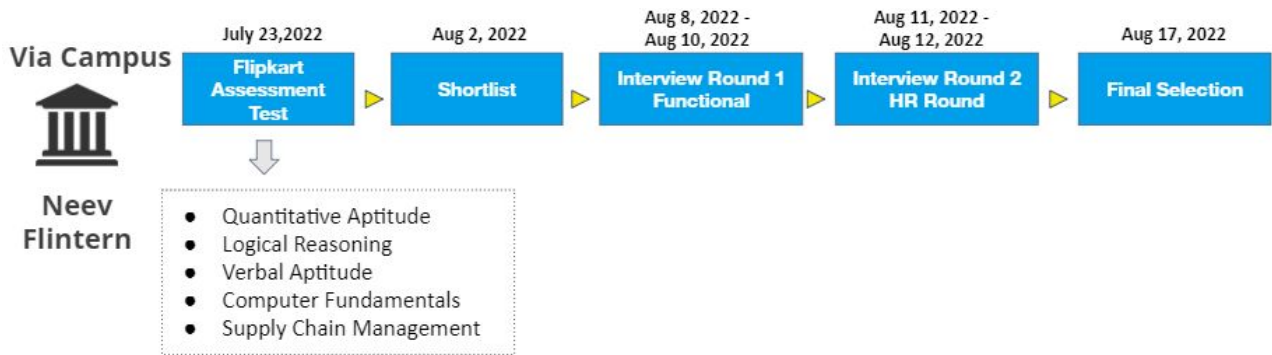 Via Campus
Neev
Flintern
July 23,2022
Flipkart
Assessment
Test
Aug 2, 2022
Shortlist
Aug 8, 2022 -
Aug 10, 2022
Interview Round 1
Functional
Aug 11, 2022 -
Aug 12, 2022
Interview Round 2
HR Round
Aug 17, 2022
Final Selection
● Quantitative Aptitude
● Logical Reasoning
● Verbal Aptitude
● Computer Fundamentals
● Supply Chain Management